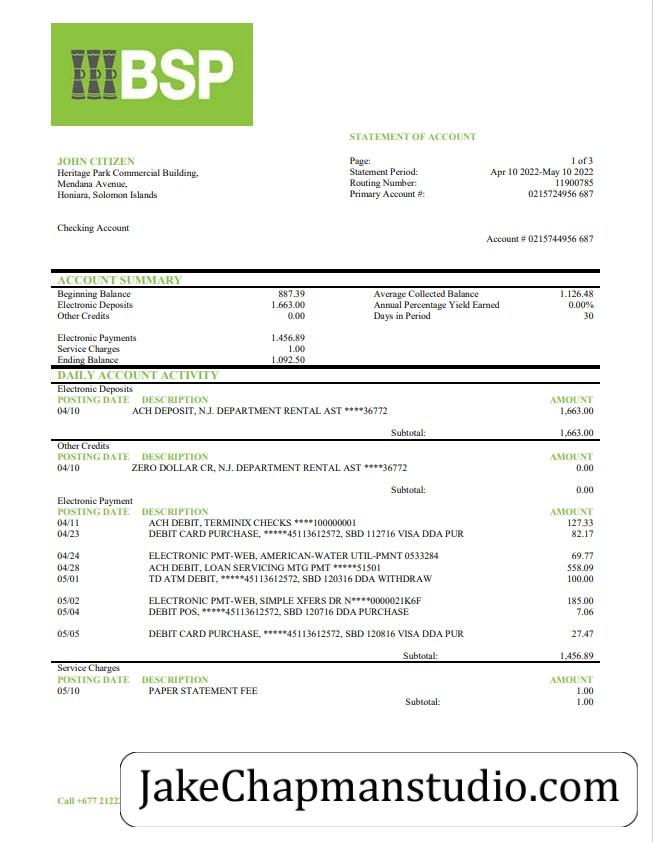 BSP
STATEMENT OF ACCOUNT
JOHN CITIZEN
Heritage Park Commercial Building,
Mendana Avenue,
Honiara, Solomon Islands
Page: 1 of 3
Statement Period: Apr 10 2022-May 10 2022
Routing Number: 11900785
Primary Account #: 0215724956 687
Checking Account
Account # 0215744956 687
ACCOUNT SUMMARY
Beginning Balance 887.39 Average Collected Balance 1.126.48
Electronic Deposits 1.663.00 Annual Percentage Yield Earned 0.00%
Other Credits 0.00 Days in Period 30
Electronic Payments 1.456.89
Service Charges 1.00
Ending Balance 1.092.50
DAILY ACCOUNT ACTIVITY
Electronic Deposits
POSTING DATE DESCRIPTION AMOUNT
04/10 ACH DEPOSIT, N.J. DEPARTMENT RENTAL AST ****36772 1,663.00
Subtotal: 1,663.00
Other Credits
POSTING DATE DESCRIPTION AMOUNT
04/10 ZERO DOLLAR CR, N.J. DEPARTMENT RENTAL AST ****36772 0.00
Subtotal: 0.00
Electronic Payment
POSTING DATE DESCRIPTION AMOUNT
04/11 ACH DEBIT, TERMINIX CHECKS ****100000001 127.33
04/23 DEBIT CARD PURCHASE, *****45113612572, SBD 112716 VISA DDA PUR 82.17
04/24 ELECTRONIC PMT-WEB, AMERICAN-WATER UTIL-PMNT 0533284 69.77
04/28 ACH DEBIT, LOAN SERVICING MTG PMT *****51501 558.09
05/01 TD ATM DEBIT, *****45113612572, SBD 120316 DDA WITHDRAW 100.00
05/02 ELECTRONIC PMT-WEB, SIMPLE XFERS DR N****0000021K6F 185.00
05/04 DEBIT POS, *****45113612572, SBD 120716 DDA PURCHASE 7.06
05/05 DEBIT CARD PURCHASE, *****45113612572, SBD 120816 VISA DDA PUR 27.47
Subtotal: 1,456.89
Service Charges
POSTING DATE DESCRIPTION AMOUNT
05/10 PAPER STATEMENT FEE 1.00
Subtotal: 1.00
Call +677 2122
JakeChapmanstudio.com